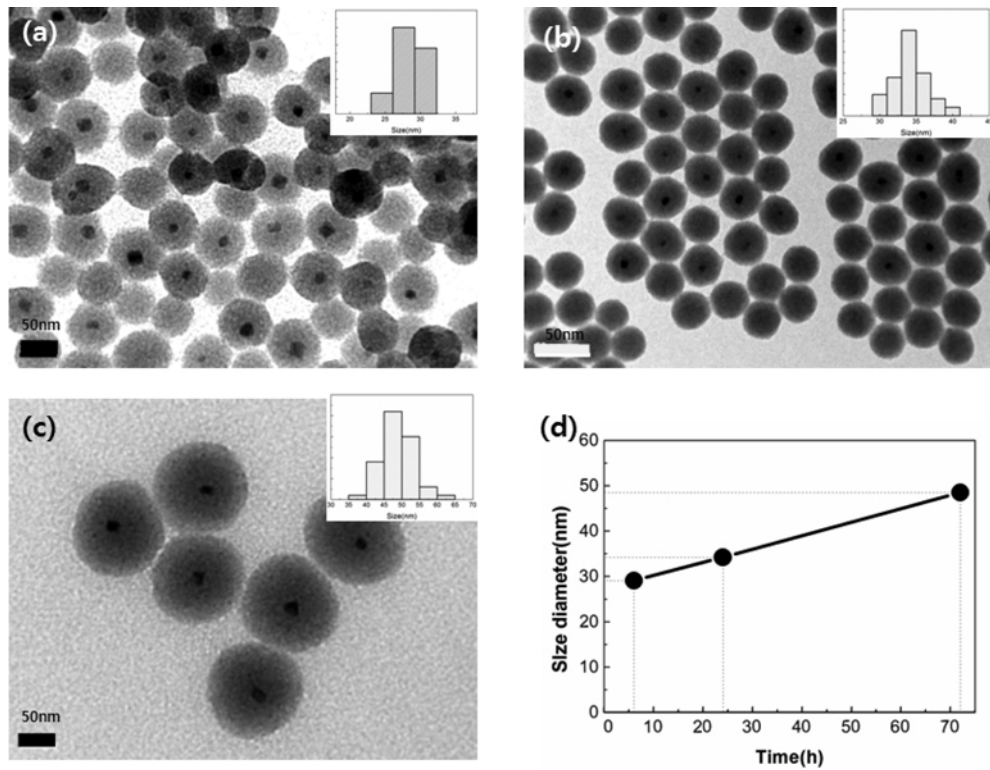 (a)
20 25 30 35
Size(nm)
50nm
(b)
25 30 35 40 45
Size(nm)
50nm
(c)
30 35 40 45 50 55 60 65 70
Size(nm)
50nm
(d)
60
50
40
30
20
10
0
SIze diameter(nm)
0 10 20 30 40 50 60 70
Time(h)